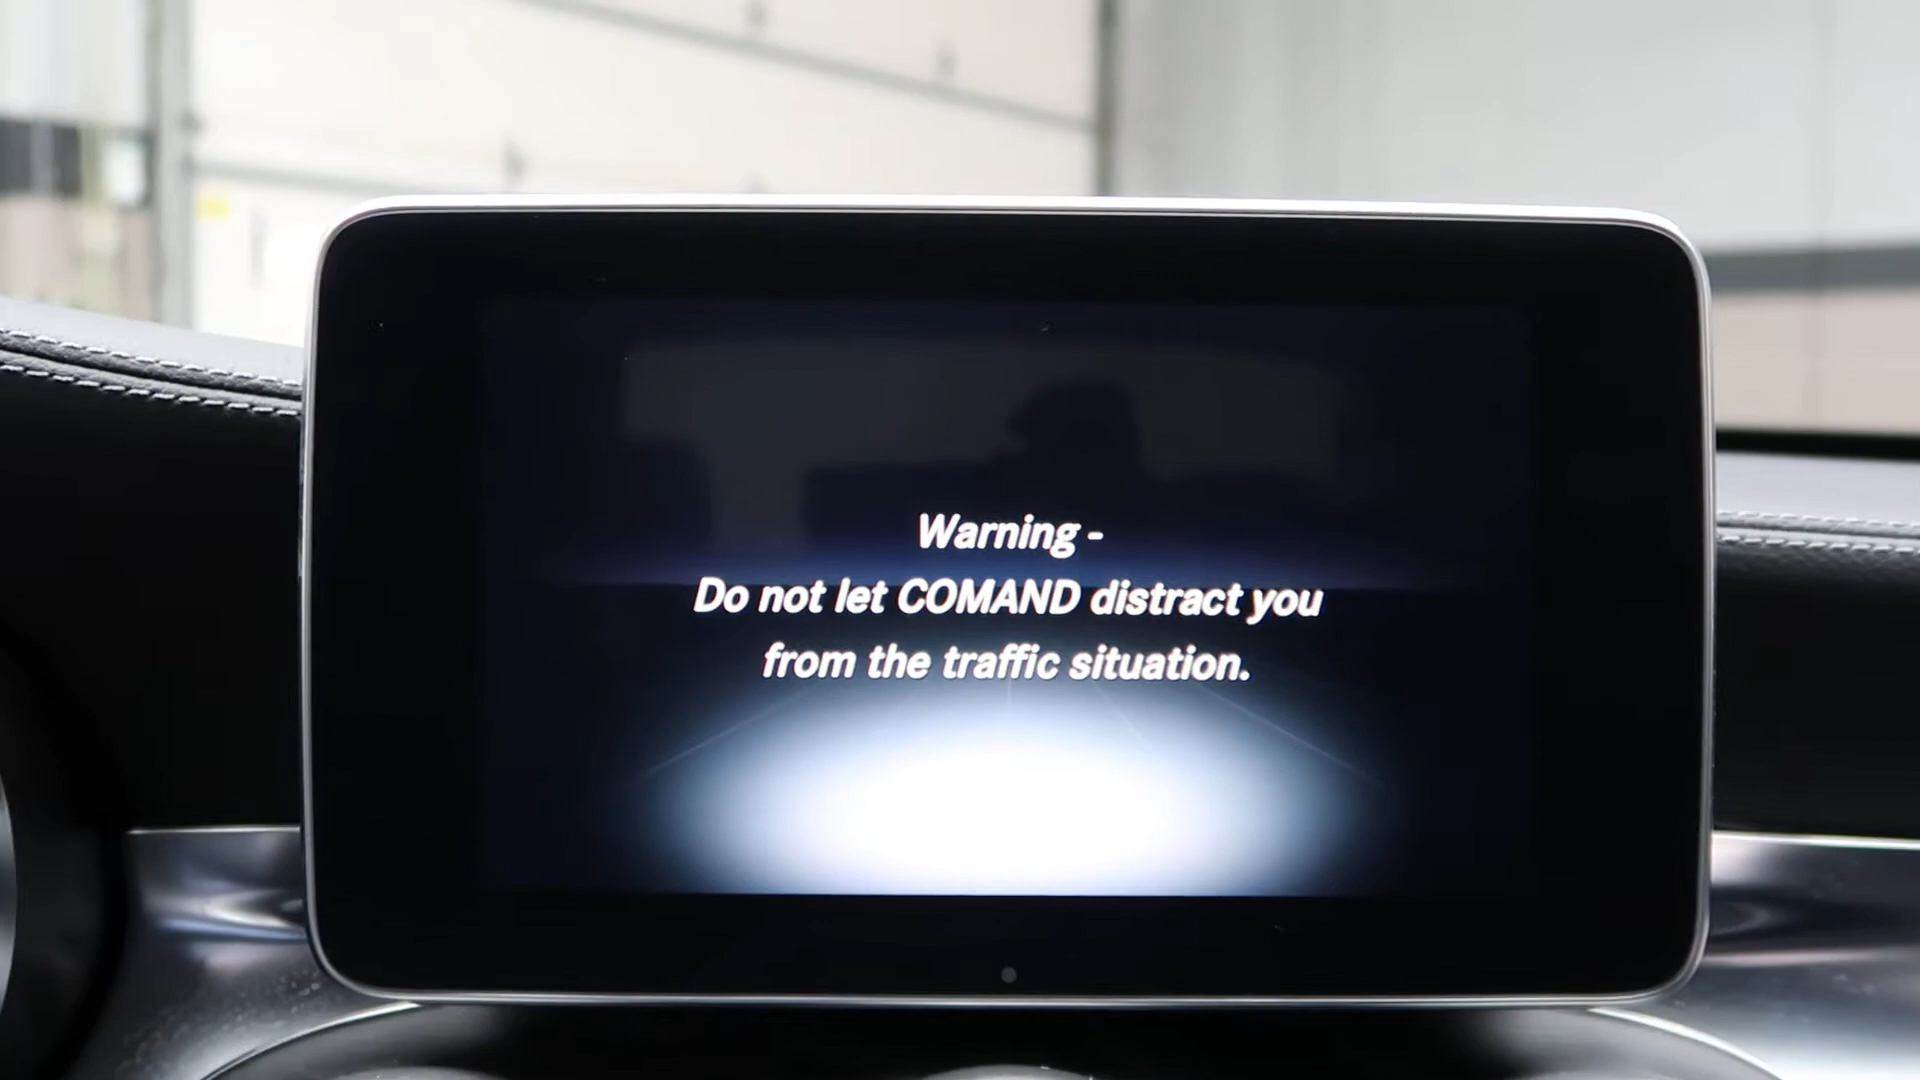 Warning -
Do not let COMAND distract you
from the traffic situation.